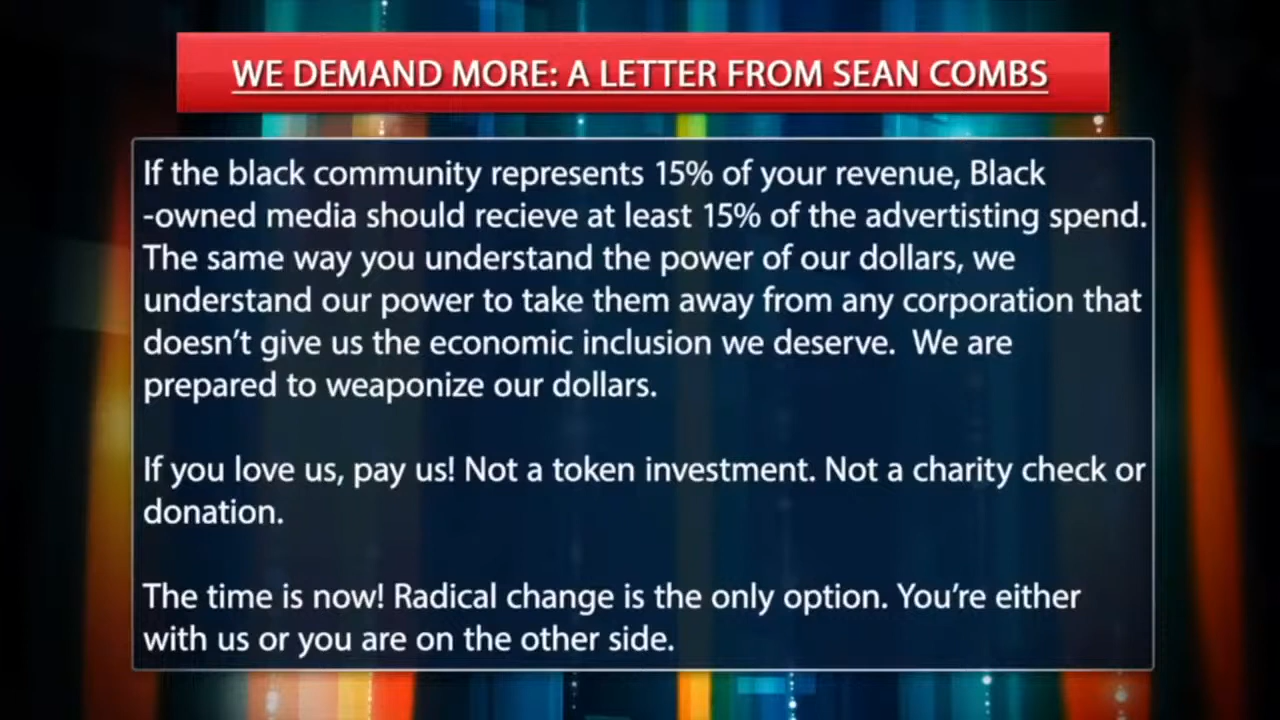 WE DEMAND MORE: A LETTER FROM SEAN COMBS
If the black community represents 15% of your revenue, Black
-owned media should recieve at least 15% of the advertisting spend.
The same way you understand the power of our dollars, we
understand our power to take them away from any corporation that
doesn’t give us the economic inclusion we deserve.  We are
prepared to weaponize our dollars.
If you love us, pay us! Not a token investment. Not a charity check or
donation.
The time is now! Radical change is the only option. You’re either
with us or you are on the other side.